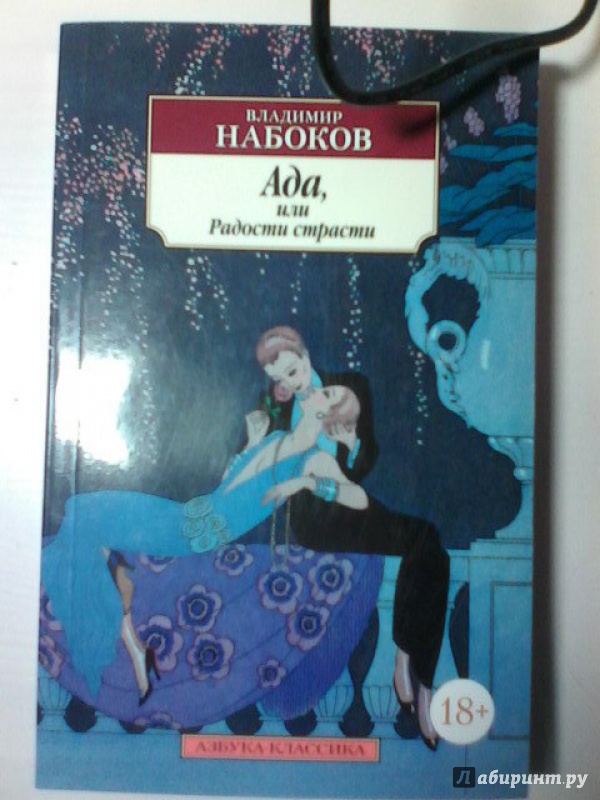 ВЛАДИМИР
НАБОКОВ
Ада,
или
Радости страсти
18+
АЗБУКА-КЛАССИКА
Лабиринт.ру